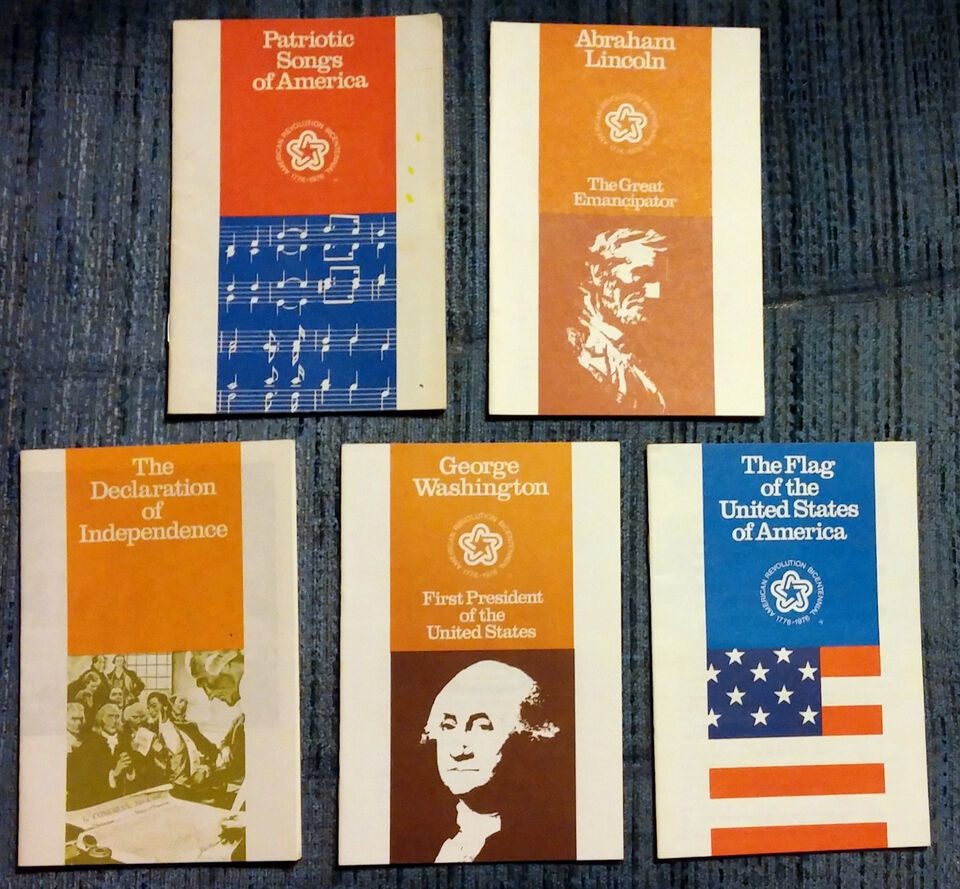 Patriotic
Songs
of America
AMERICAN REVOLUTION BICENTENNIAL
1776-1976
Abraham
Lincoln
AMERICAN REVOLUTION BICENTENNIAL
1776-1976
The Great
Emancipator
The
Declaration
of
Independence
CONGRESS,
George
Washington
AMERICAN REVOLUTION BICENTENNIAL
1776-1976
First President
of the
United States
The Flag
of the
United States
of America
AMERICAN REVOLUTION BICENTENNIAL
1776-1976